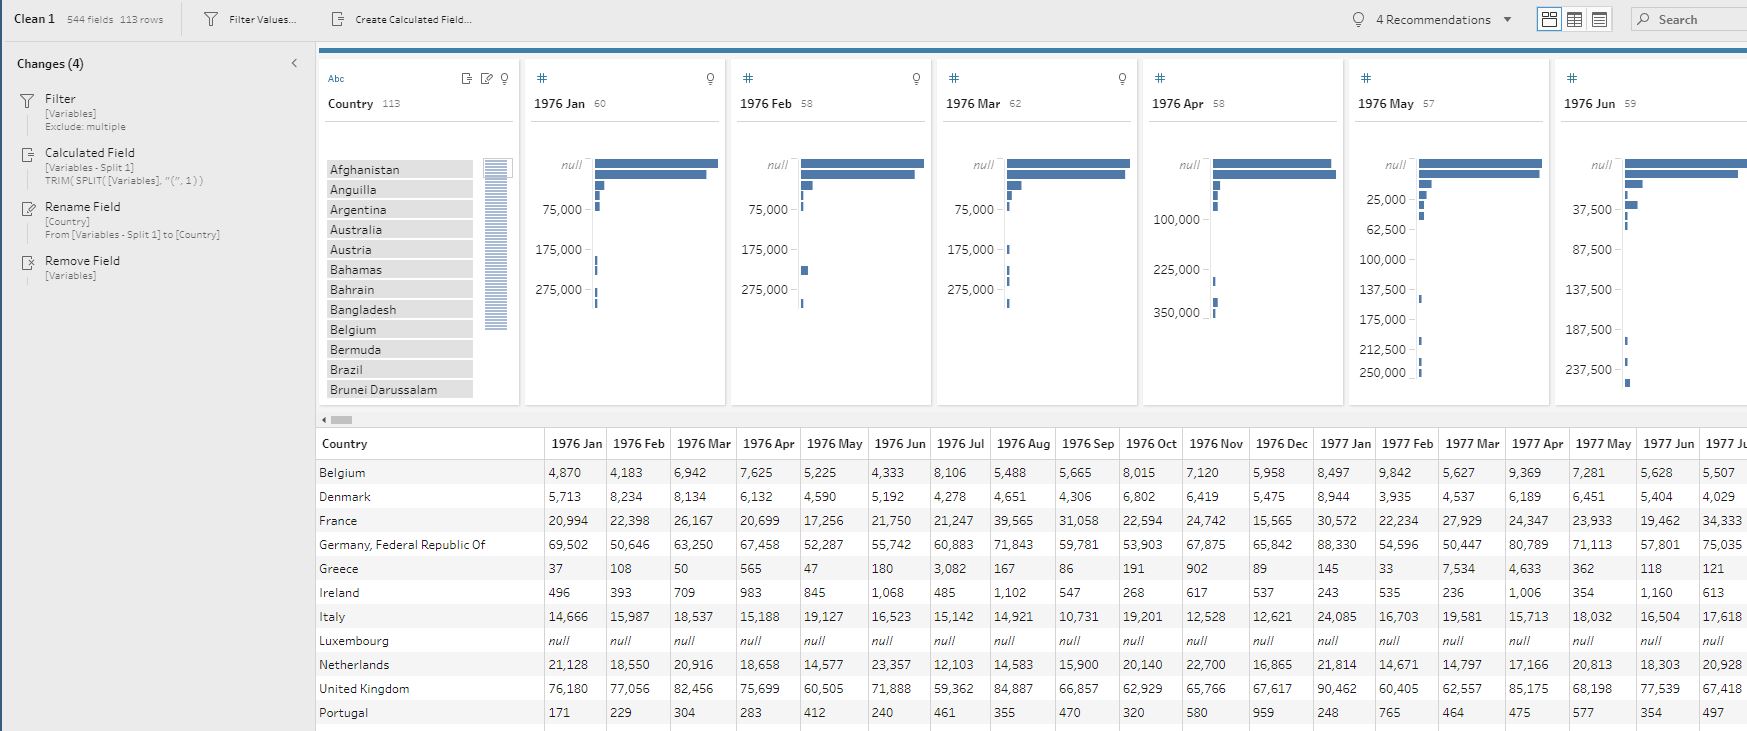 Clean 1 544 fields 113 rows Filter Values... Create Calculated Field... 4 Recommendations Search
Changes (4)
Filter
[Variables]
Exclude: multiple
Calculated Field
[Variables - Split 1]
TRIM( SPLIT( [Variables], "(", 1 ) )
Rename Field
[Country]
From [Variables - Split 1] to [Country]
Remove Field
[Variables]
Abc
Country 113
Afghanistan
Anguilla
Argentina
Australia
Austria
Bahamas
Bahrain
Bangladesh
Belgium
Bermuda
Brazil
Brunei Darussalam
#
1976 Jan 60
null
75,000
175,000
275,000
#
1976 Feb 58
null
75,000
175,000
275,000
#
1976 Mar 62
null
75,000
175,000
275,000
#
1976 Apr 58
null
100,000
225,000
350,000
#
1976 May 57
null
25,000
62,500
100,000
137,500
175,000
212,500
250,000
#
1976 Jun 59
null
37,500
87,500
137,500
187,500
237,500
Country 1976 Jan 1976 Feb 1976 Mar 1976 Apr 1976 May 1976 Jun 1976 Jul 1976 Aug 1976 Sep 1976 Oct 1976 Nov 1976 Dec 1977 Jan 1977 Feb 1977 Mar 1977 Apr 1977 May 1977 Jun 1977 Ju
Belgium 4,870 4,183 6,942 7,625 5,225 4,333 8,106 5,488 5,665 8,015 7,120 5,958 8,497 9,842 5,627 9,369 7,281 5,628 5,507
Denmark 5,713 8,234 8,134 6,132 4,590 5,192 4,278 4,651 4,306 6,802 6,419 5,475 8,944 3,935 4,537 6,189 6,451 5,404 4,029
France 20,994 22,398 26,167 20,699 17,256 21,750 21,247 39,565 31,058 22,594 24,742 15,565 30,572 22,234 27,929 24,347 23,933 19,462 34,333
Germany, Federal Republic Of 69,502 50,646 63,250 67,458 52,287 55,742 60,883 71,843 59,781 53,903 67,875 65,842 88,330 54,596 50,447 80,789 71,113 57,801 75,035
Greece 37 108 50 565 47 180 3,082 167 86 191 902 89 145 33 7,534 4,633 362 118 121
Ireland 496 393 709 983 845 1,068 485 1,102 547 268 617 537 243 535 236 1,006 354 1,160 613
Italy 14,666 15,987 18,537 15,188 19,127 16,523 15,142 14,921 10,731 19,201 12,528 12,621 24,085 16,703 19,581 15,713 18,032 16,504 17,618
Luxembourg null null null null null null null null null null null null null null null null null null null
Netherlands 21,128 18,550 20,916 18,658 14,577 23,357 12,103 14,583 15,900 20,140 22,700 16,865 21,814 14,671 14,797 17,166 20,813 18,303 20,928
United Kingdom 76,180 77,056 82,456 75,699 60,505 71,888 59,362 84,887 66,857 62,929 65,766 67,617 90,462 60,405 62,557 85,175 68,198 77,539 67,418
Portugal 171 229 304 283 412 240 461 355 470 320 580 959 248 765 464 475 577 354 497